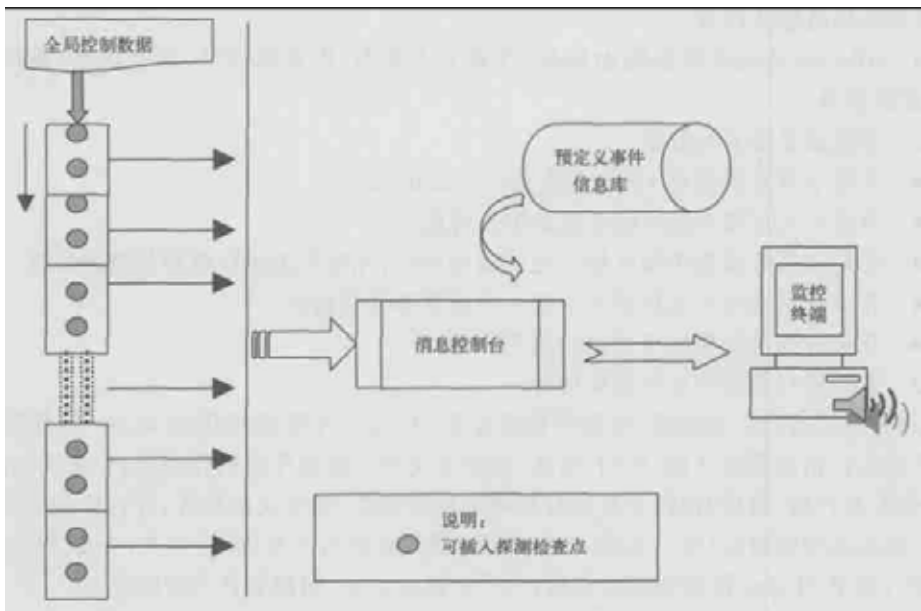 全局控制数据
预定义事件
信息库
监控
终端
消息控制台
说明：
可插入探测检查点